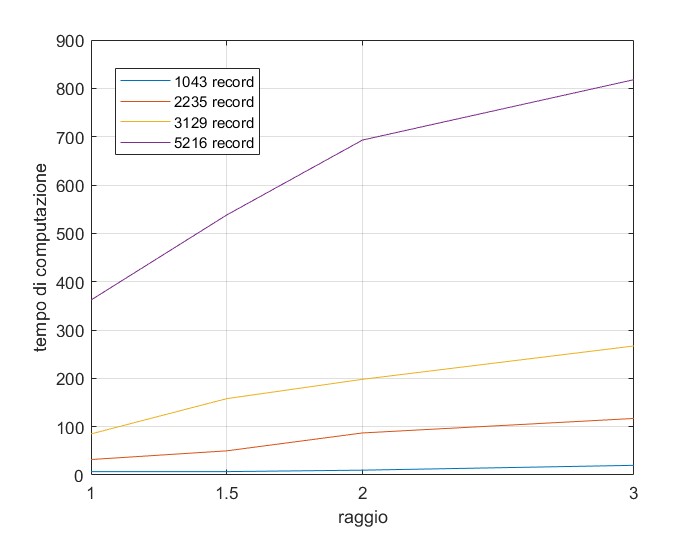 900
800
700
600
500
400
300
200
100
0
tempo di computazione
1043 record
2235 record
3129 record
5216 record
1
1.5
2
3
raggio